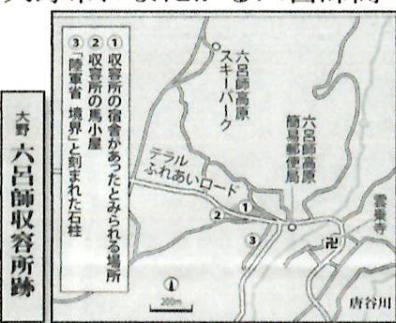 大野 六呂師収容所跡
①収容所の宿舎があったとみられる場所
②収容所の馬小屋
③「陸軍省 境界」と刻まれた石柱
六呂師高原
スキーパーク
六呂師高原
簡易郵便局
テラル
ふれあいロード
①
②
③
卍
雲乗寺
唐谷川
200m